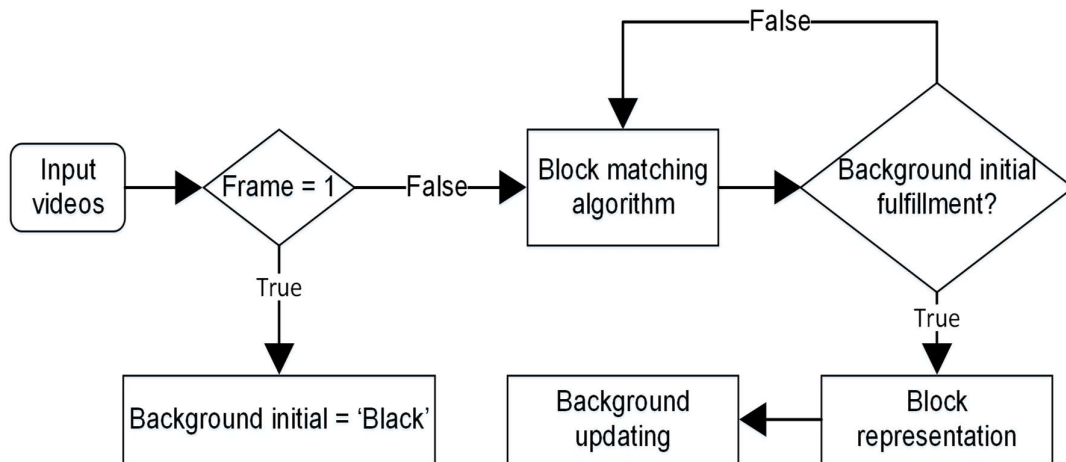 False
Input
videos
Frame = 1
False
Block matching
algorithm
Background initial
fulfillment?
True
True
Background initial = ‘Black’
Background
updating
Block
representation